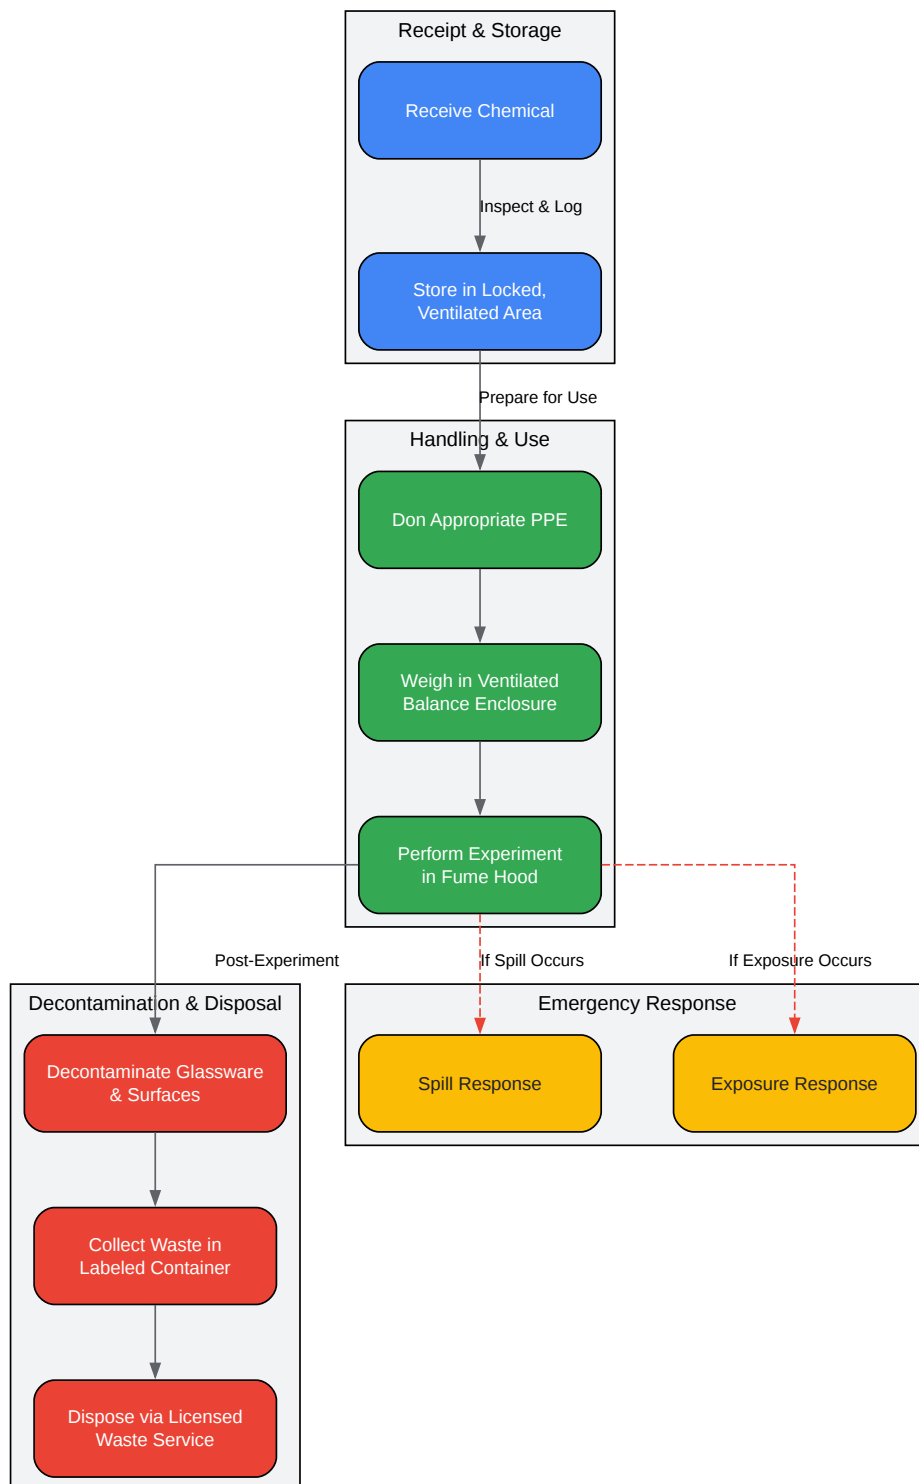 Receipt & Storage
Receive Chemical
Inspect & Log
Store in Locked,
Ventilated Area
Prepare for Use
Handling & Use
Don Appropriate PPE
Weigh in Ventilated
Balance Enclosure
Perform Experiment
in Fume Hood
Post-Experiment
If Spill Occurs
If Exposure Occurs
Decontamination & Disposal
Emergency Response
Decontaminate Glassware
& Surfaces
Spill Response
Exposure Response
Collect Waste in
Labeled Container
Dispose via Licensed
Waste Service